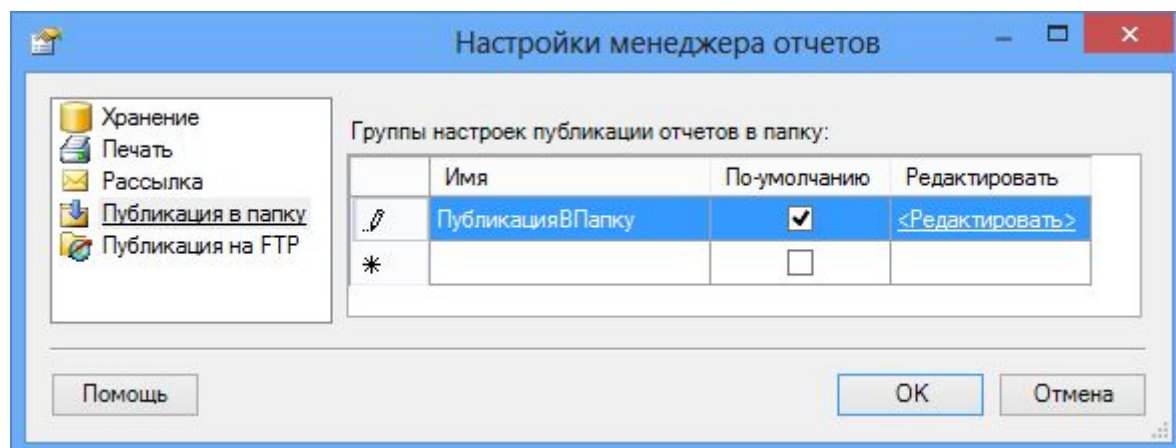 Настройки менеджера отчетов
Хранение
Печать
Рассылка
Публикация в папку
Публикация на FTP
Группы настроек публикации отчетов в папку:
Имя По-умолчанию Редактировать
ПубликацияВПапку <Редактировать>
Помощь OK Отмена